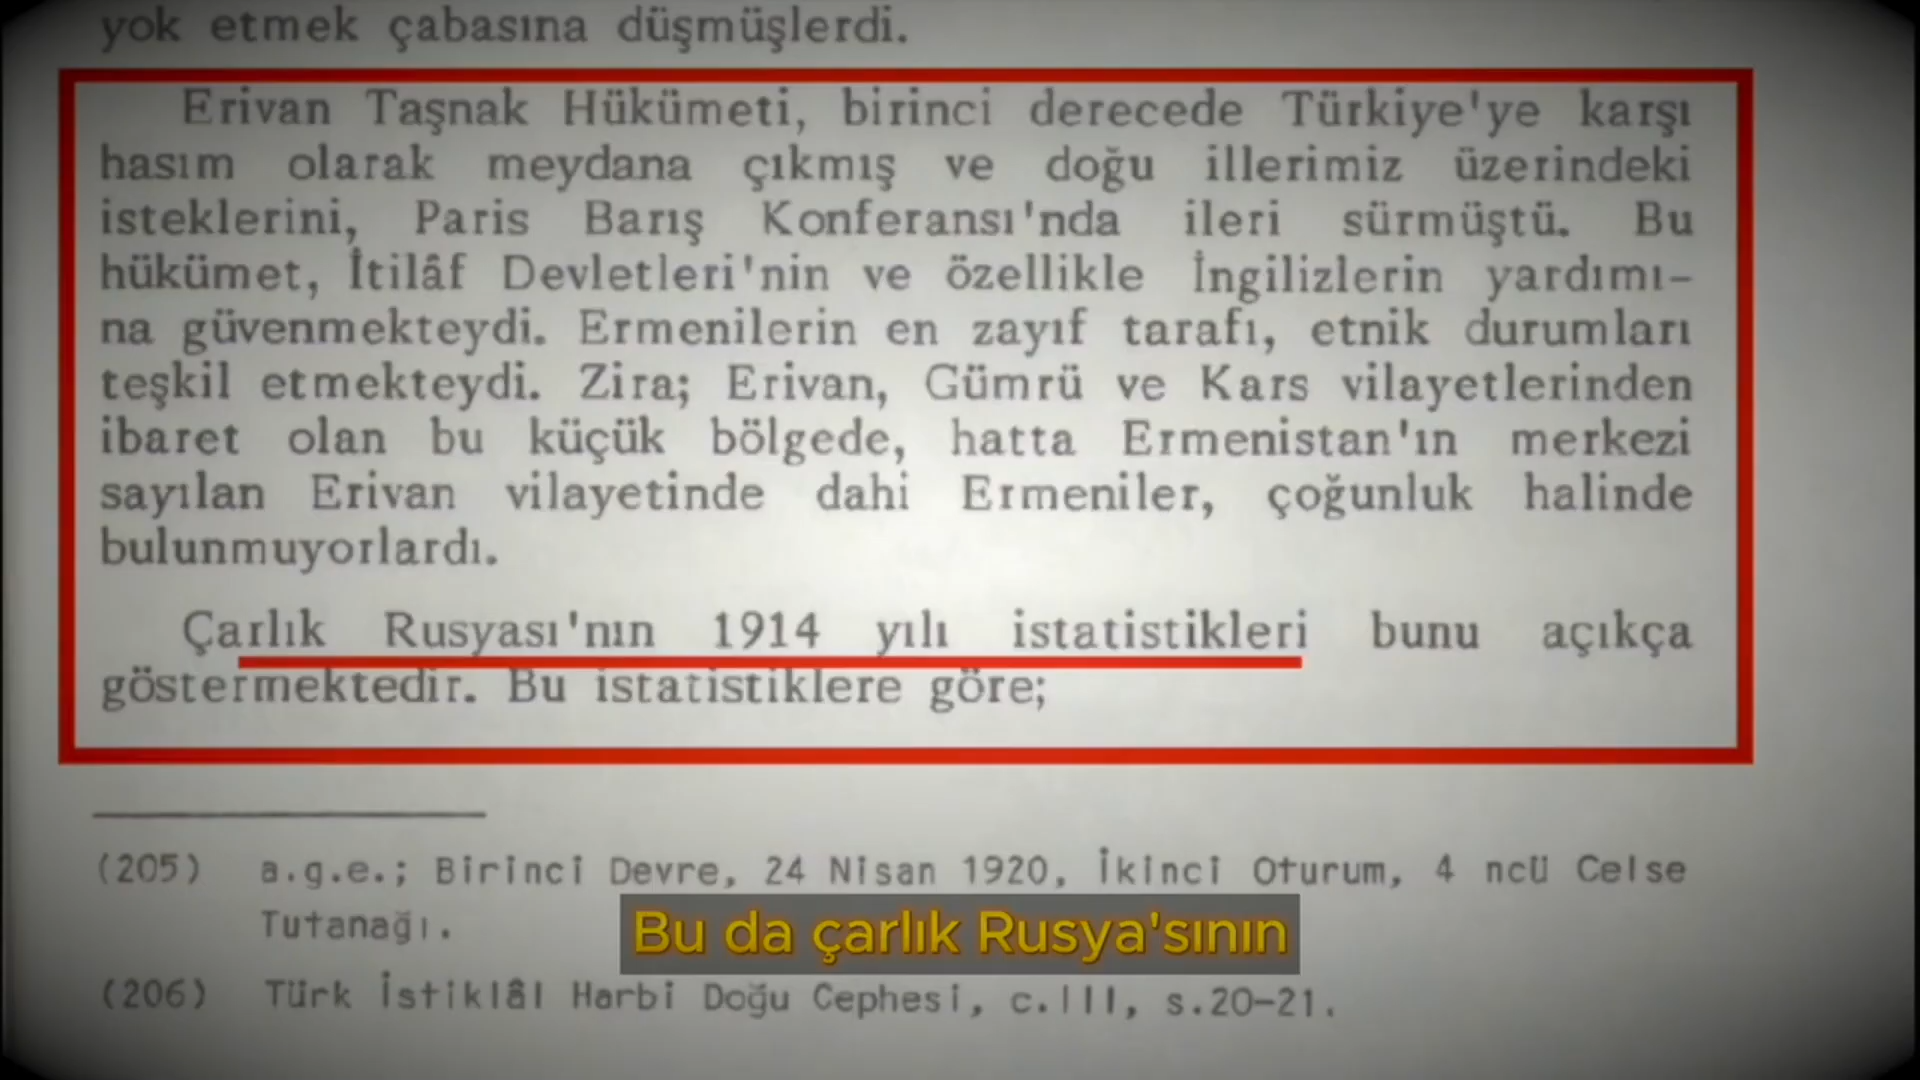 yok etmek çabasına düşmüşlerdi.
Erivan Taşnak Hükümeti, birinci derecede Türkiye'ye karşı
hasım olarak meydana çıkmış ve doğu illerimiz üzerindeki
isteklerini, Paris Barış Konferansı'nda ileri sürmüştü. Bu
hükümet, İtilâf Devletleri'nin ve özellikle İngilizlerin yardımı-
na güvenmekteydi. Ermenilerin en zayıf tarafı, etnik durumları
teşkil etmekteydi. Zira; Erivan, Gümrü ve Kars vilayetlerinden
ibaret olan bu küçük bölgede, hatta Ermenistan'ın merkezi
sayılan Erivan vilayetinde dahi Ermeniler, çoğunluk halinde
bulunmuyorlardı.
Çarlık Rusyası'nın 1914 yılı istatistikleri bunu açıkça
göstermektedir. Bu istatistiklere göre;
(205) a.g.e.; Birinci Devre, 24 Nisan 1920, İkinci Oturum, 4 ncü Celse
Tutanağı.
Bu da çarlık Rusya'sının
(206) Türk İstiklâl Harbi Doğu Cephesi, c.III, s.20-21.